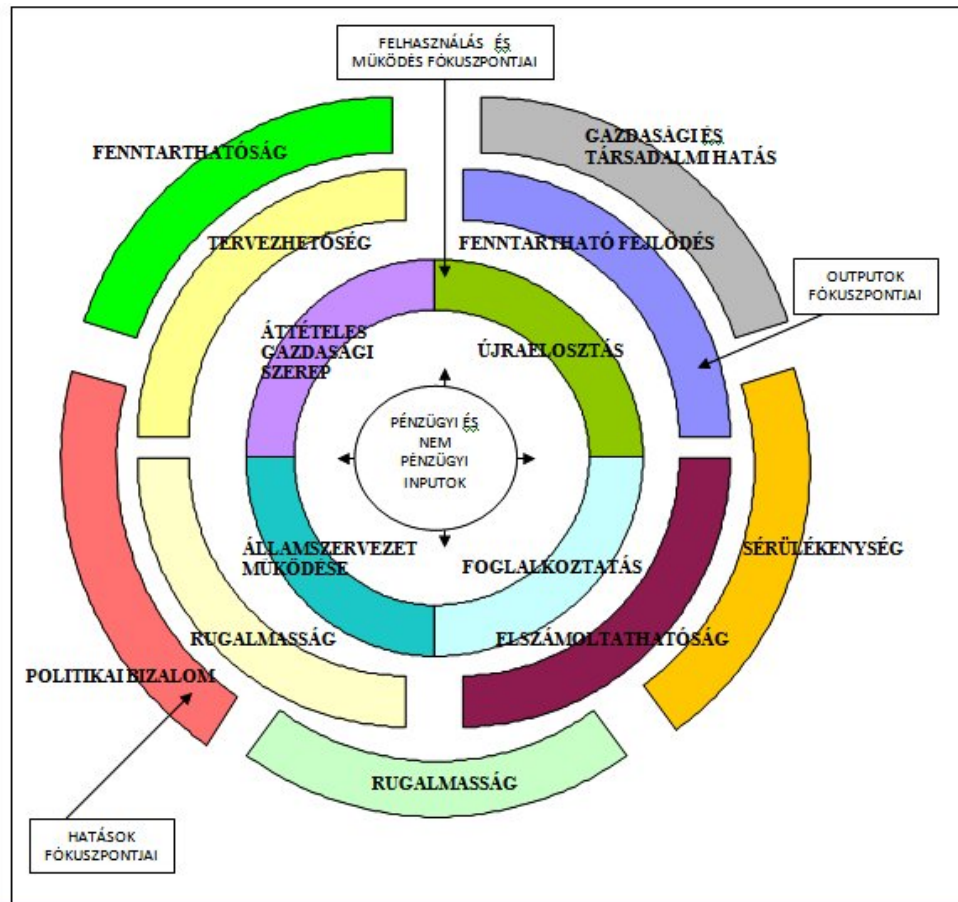 FELHASZNÁLÁS ÉS
MŰKÖDÉS FÓKUSZPONTJAI
GAZDASÁGI ÉS
TÁRSADALMI HATÁS
FENNTARTHATÓSÁG
TERVEZHETŐSÉG
FENNTARTHATÓ FEJLŐDÉS
OUTPUTOK
FÓKUSZPONTJAI
ÁTTÉTELES
GAZDASÁGI
SZEREP
ÚJRAELOSZTÁS
PÉNZÜGYI ÉS
NEM
PÉNZÜGYI
INPUTOK
ÁLLAMSZERVEZET
MŰKÖDÉSE
FOGLALKOZTATÁS
SÉRÜLÉKENYSÉG
RUGALMASSÁG
ELSZÁMOLTATHATÓSÁG
POLITIKAI BIZALOM
RUGALMASSÁG
HATÁSOK
FÓKUSZPONTJAI